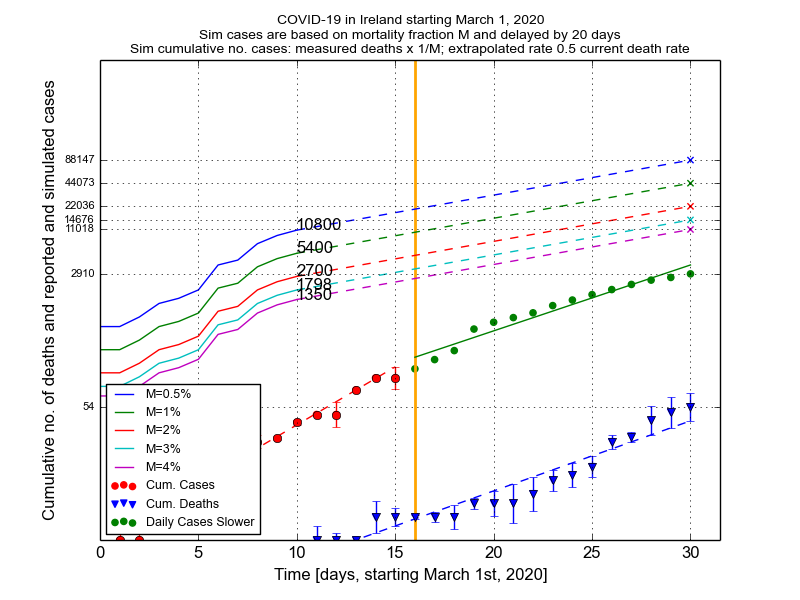 COVID-19 in Ireland starting March 1, 2020
Sim cases are based on mortality fraction M and delayed by 20 days
Sim cumulative no. cases: measured deaths x 1/M; extrapolated rate 0.5 current death rate
Cumulative no. of deaths and reported and simulated cases
88147
44073
22036
14676
11018
2910
54
10800
5400
2700
1798
1350
M=0.5%
M=1%
M=2%
M=3%
M=4%
Cum. Cases
Cum. Deaths
Daily Cases Slower
0 5 10 15 20 25 30
Time [days, starting March 1st, 2020]